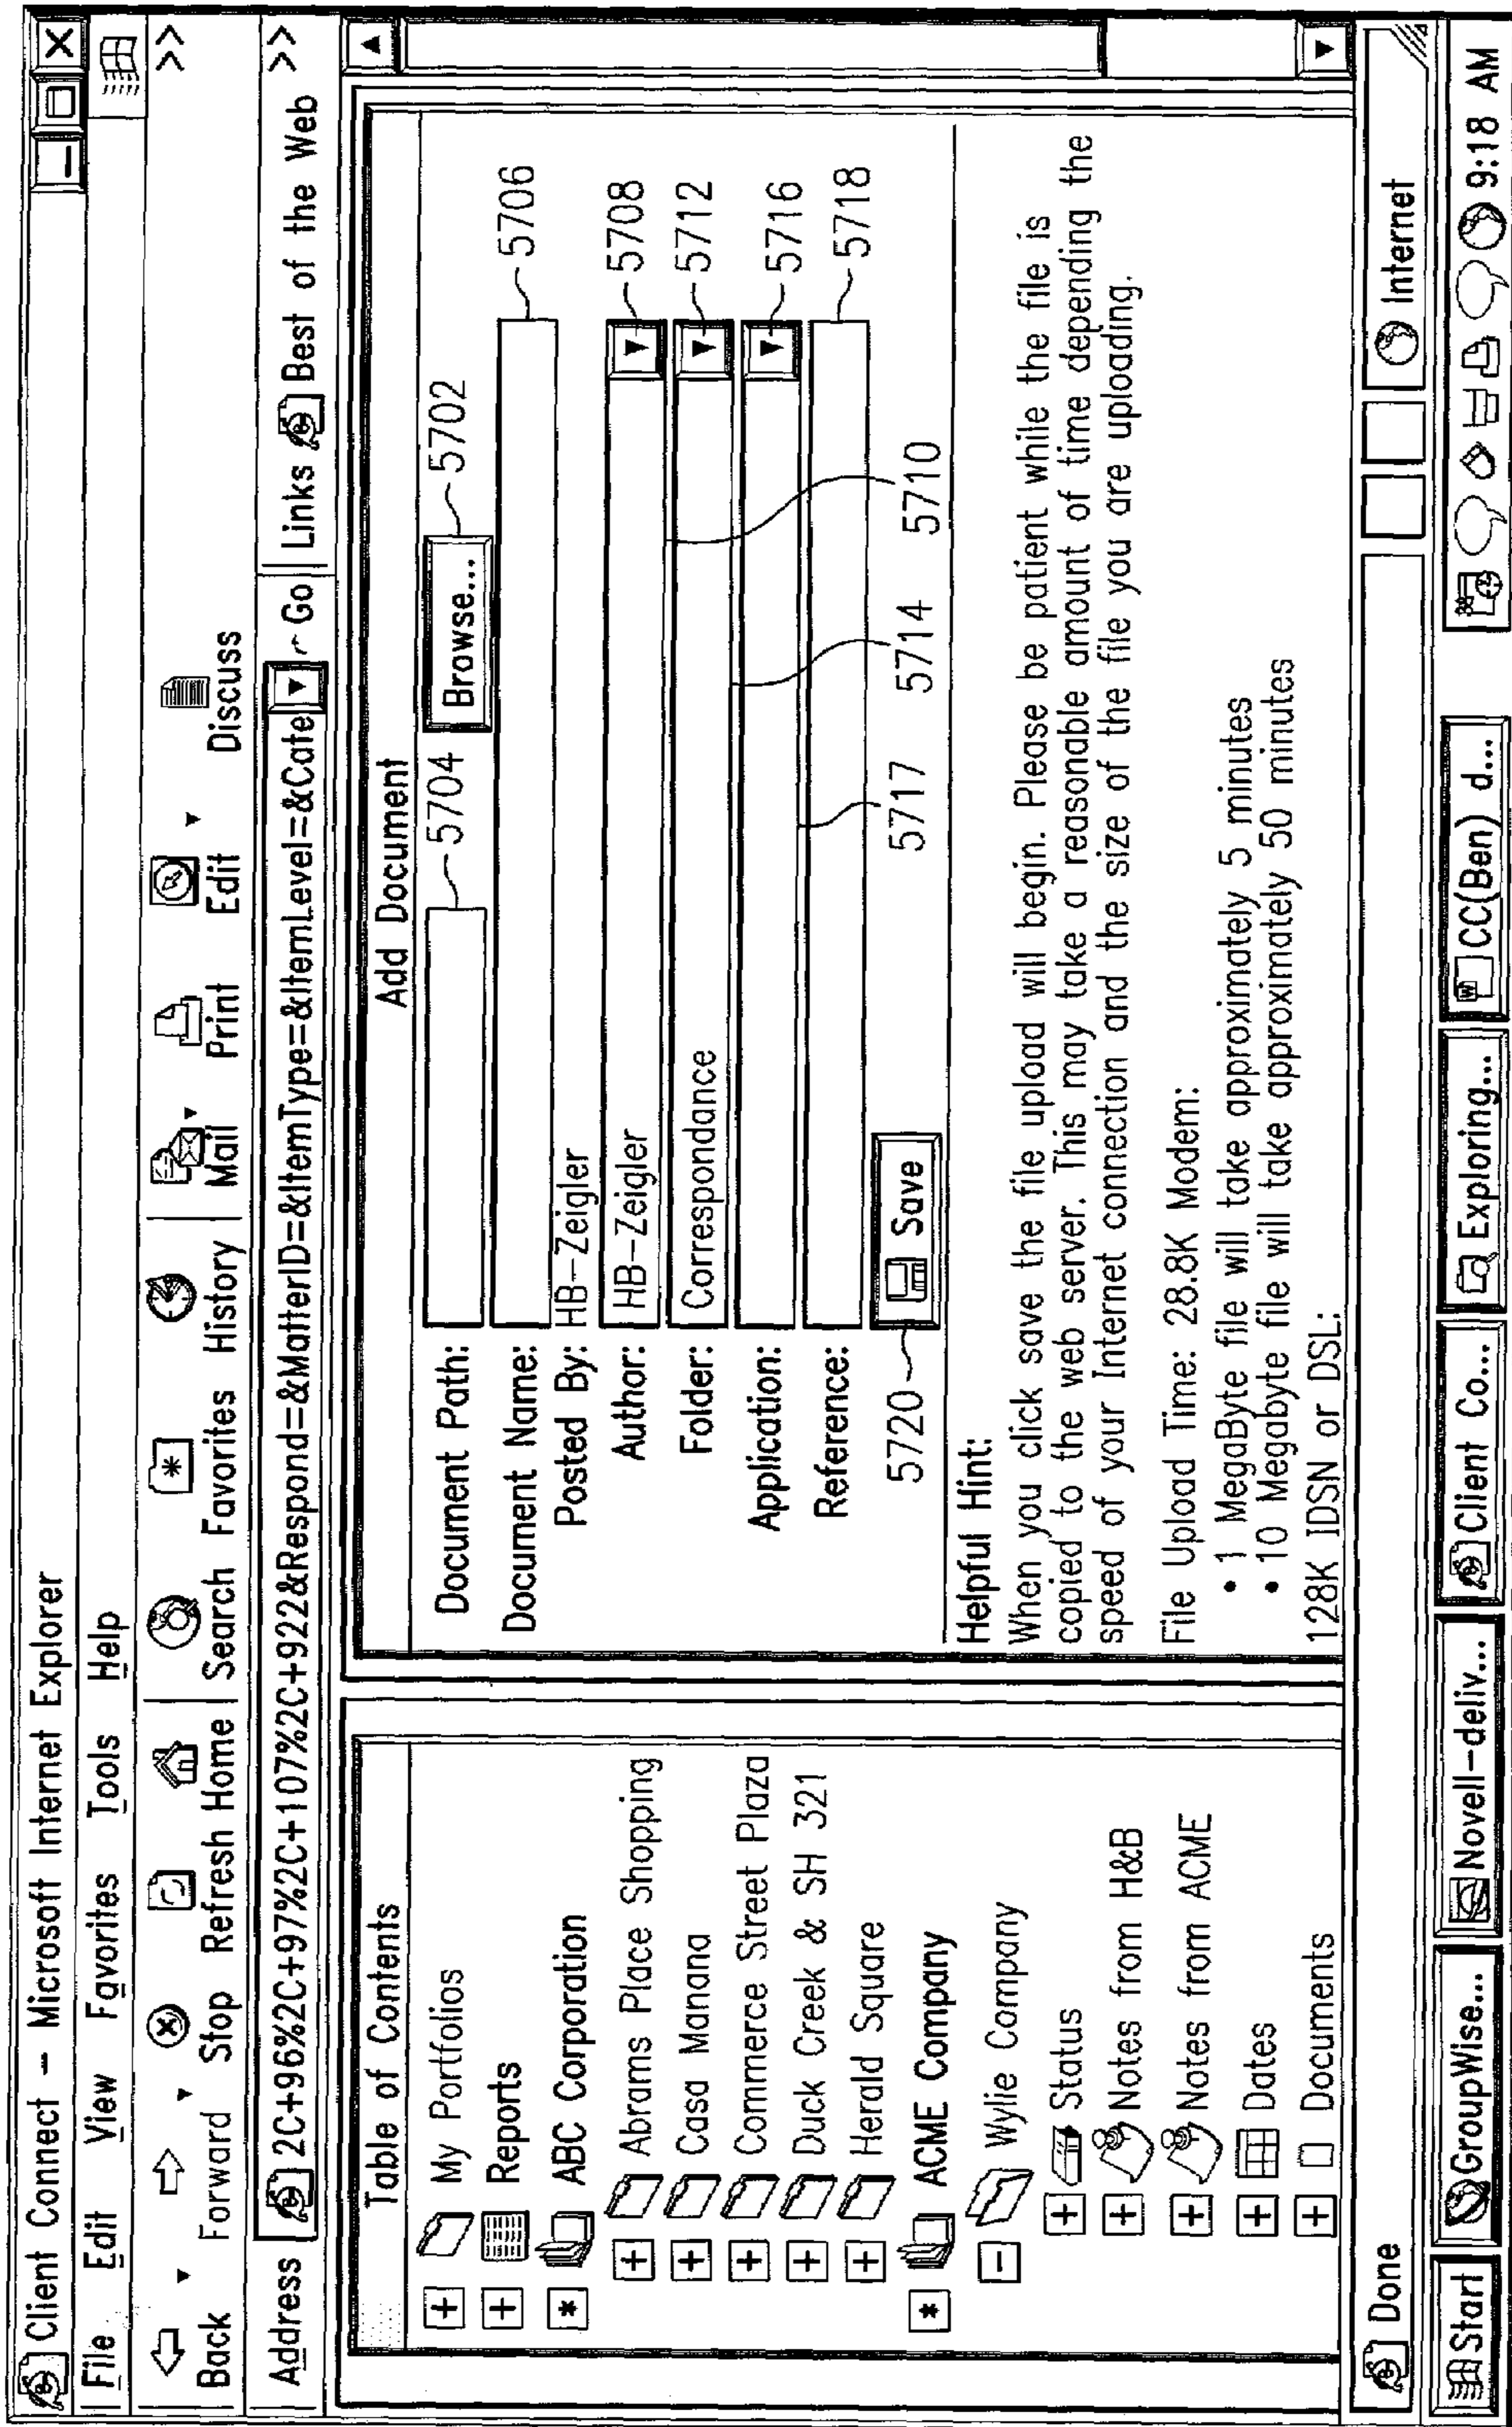 Client Connect – Microsoft Internet Explorer
File Edit View Favorites Tools Help
Back Forward Stop Refresh Home Search Favorites History Mail Print Edit Discuss >>
Address 2C+96%2C+97%2C+107%2C+922&Respond=&MatterID=&ItemType=&ItemLevel=&Cate Go Links Best of the Web >>
Table of Contents
+ My Portfolios
+ Reports
* ABC Corporation
+ Abrams Place Shopping
+ Casa Manana
+ Commerce Street Plaza
+ Duck Creek & SH 321
+ Herald Square
* ACME Company
- Wylie Company
+ Status
+ Notes from H&B
+ Notes from ACME
+ Dates
+ Documents
Add Document
Document Path: 5704 Browse... 5702
Document Name: 5706
Posted By: HB–Zeigler
Author: HB–Zeigler 5708
Folder: Correspondance 5712
Application: 5716
Reference: 5718
5720 Save 5717 5714 5710
Helpful Hint:
When you click save the file upload will begin. Please be patient while the file is
copied to the web server. This may take a reasonable amount of time depending the
speed of your Internet connection and the size of the file you are uploading.
File Upload Time: 28.8K Modem:
• 1 MegaByte file will take approximately 5 minutes
• 10 Megabyte file will take approximately 50 minutes
128K IDSN or DSL:
Done Internet
Start GroupWise... Novell–deliv... Client Co... Exploring... CC(Ben) d... 9:18 AM